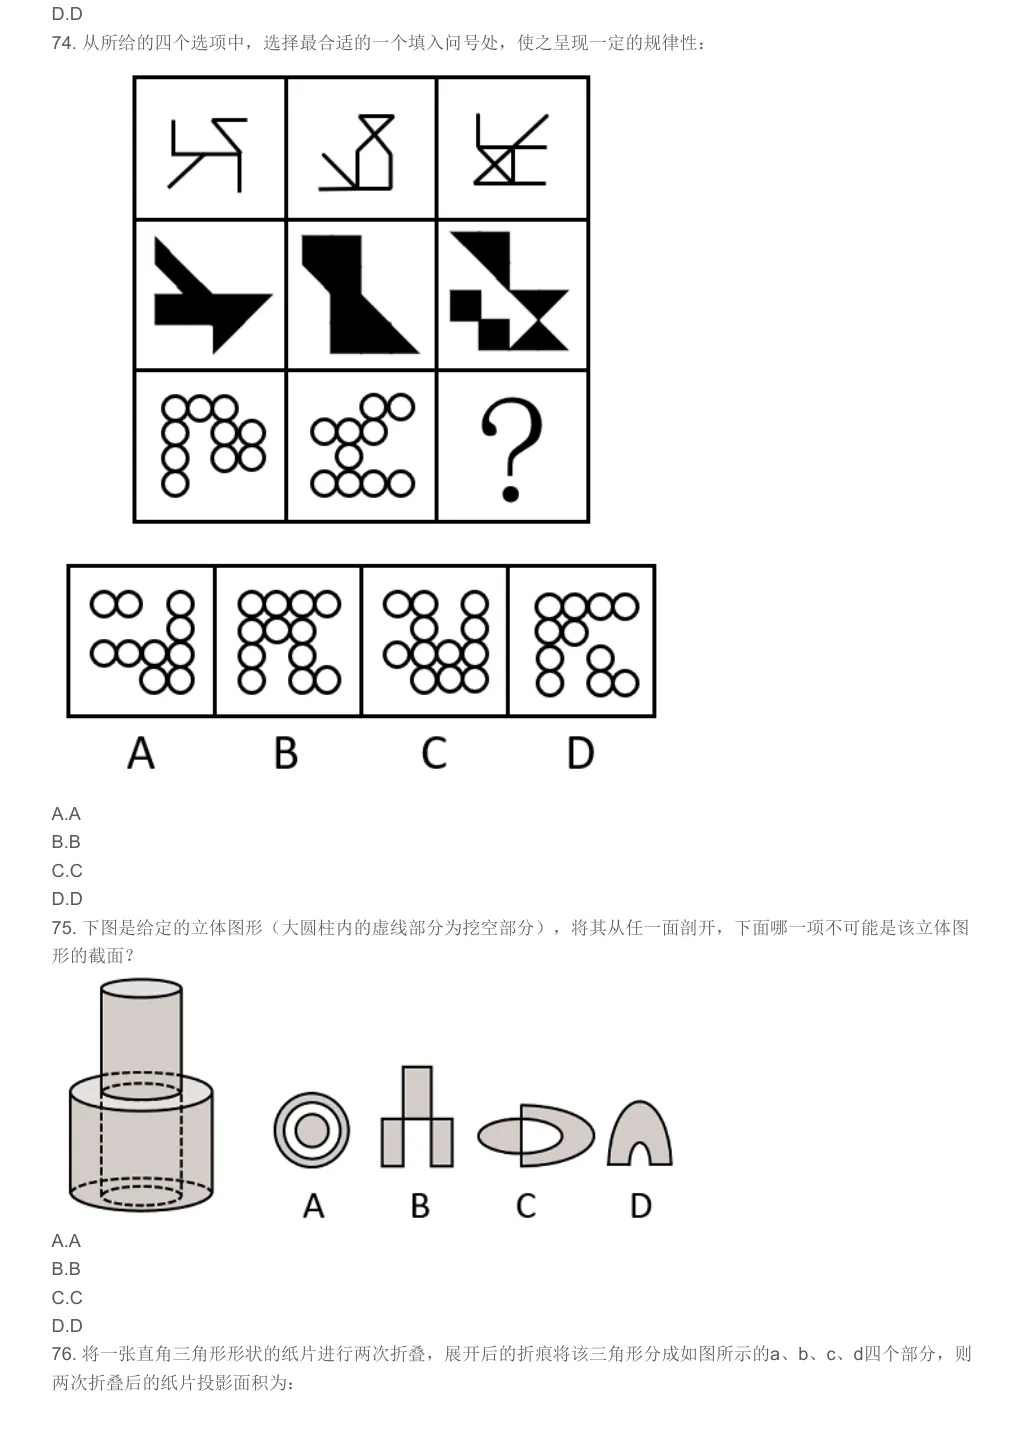 D.D
74. 从所给的四个选项中，选择最合适的一个填入问号处，使之呈现一定的规律性：
?
A B C D
A.A
B.B
C.C
D.D
75. 下图是给定的立体图形（大圆柱内的虚线部分为挖空部分），将其从任一面剖开，下面哪一项不可能是该立体图
形的截面？
A B C D
A.A
B.B
C.C
D.D
76. 将一张直角三角形形状的纸片进行两次折叠，展开后的折痕将该三角形分成如图所示的a、b、c、d四个部分，则
两次折叠后的纸片投影面积为：